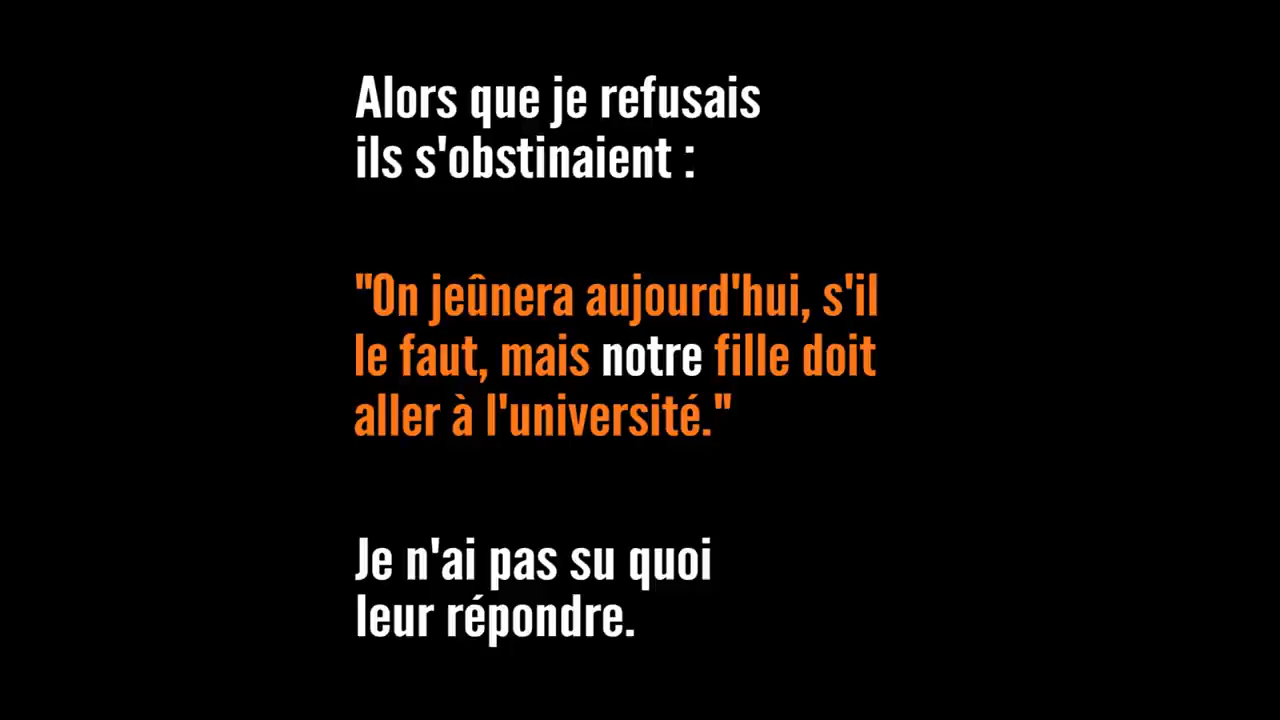 Alors que je refusais
ils s'obstinaient :
"On jeûnera aujourd'hui, s'il
le faut, mais notre fille doit
aller à l'université."
Je n'ai pas su quoi
leur répondre.